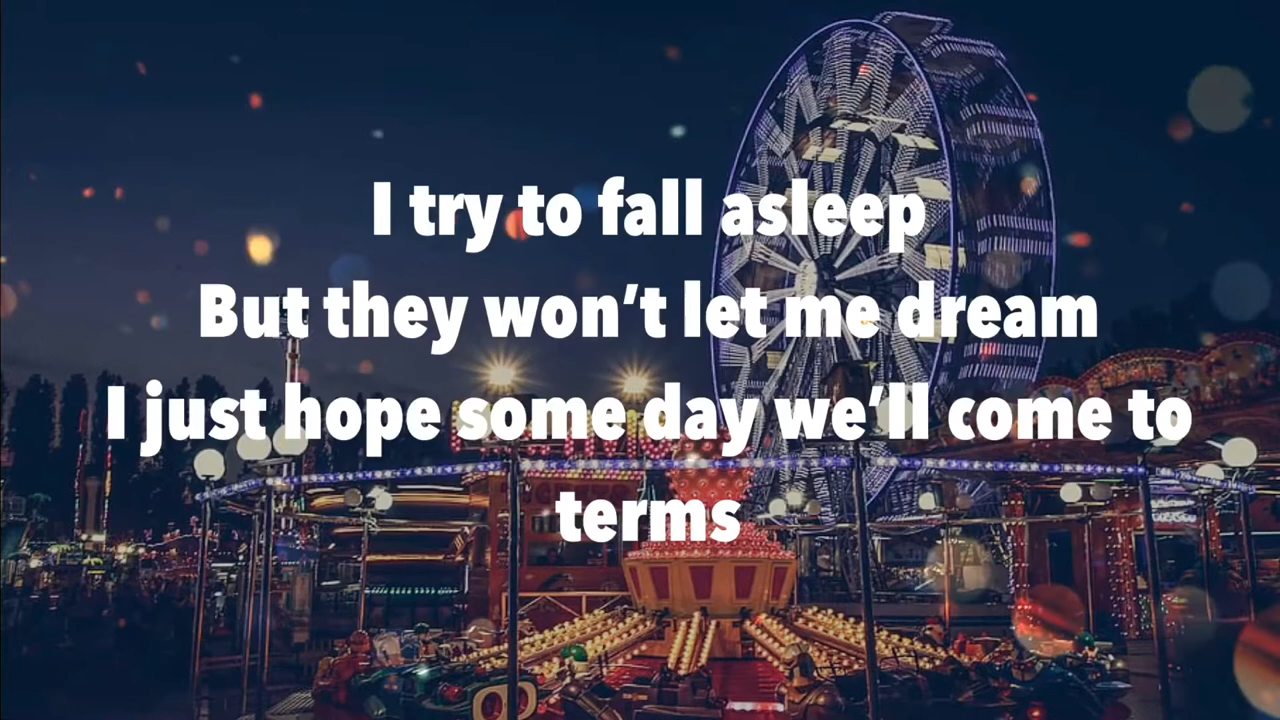 I try to fall asleep
But they won’t let me dream
I just hope some day we’ll come to
terms